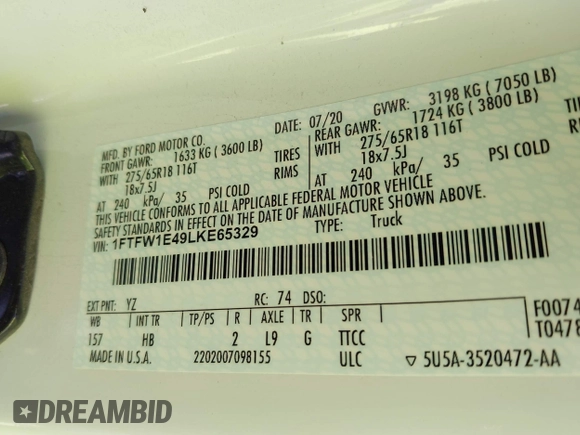 MFD. BY FORD MOTOR CO.
DATE: 07/20 GVWR: 3198 KG ( 7050 LB)
FRONT GAWR: 1633 KG ( 3600 LB) REAR GAWR: 1724 KG ( 3800 LB)
WITH 275/65R18 116T TIRES WITH 275/65R18 116T
18x7.5J RIMS 18x7.5J
AT 240 kPa/ 35 PSI COLD AT 240 kPa/ 35 PSI COLD
THIS VEHICLE CONFORMS TO ALL APPLICABLE FEDERAL MOTOR VEHICLE
SAFETY STANDARDS IN EFFECT ON THE DATE OF MANUFACTURE SHOWN ABOVE.
VIN: 1FTFW1E49LKE65329 TYPE: Truck
EXT PNT: YZ RC: 74 DSO:
WB INT TR TP/PS R AXLE TR SPR
157 HB 2 L9 G TTCC
MADE IN U.S.A. 2202007098155 ULC ▽ 5U5A-3520472-AA
F0074
T0478
DREAMBID